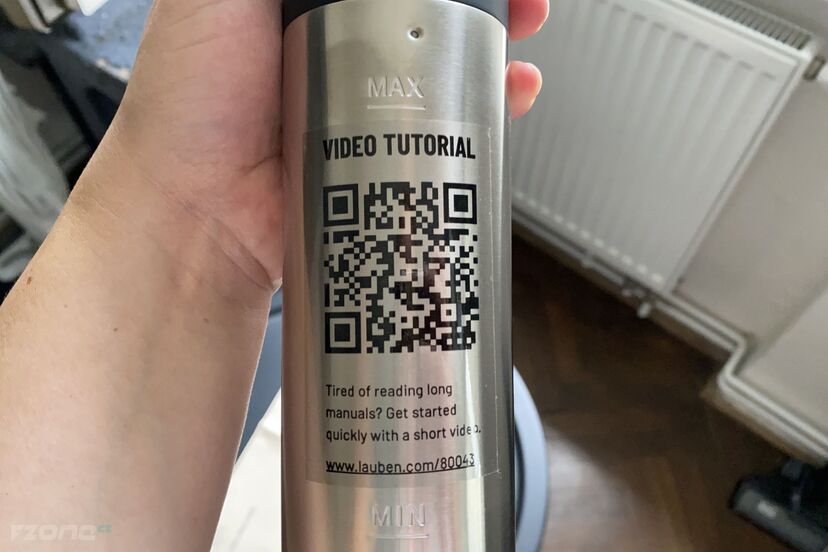 MAX
VIDEO TUTORIAL
Tired of reading long
manuals? Get started
quickly with a short video.
www.lauben.com/80043
MIN